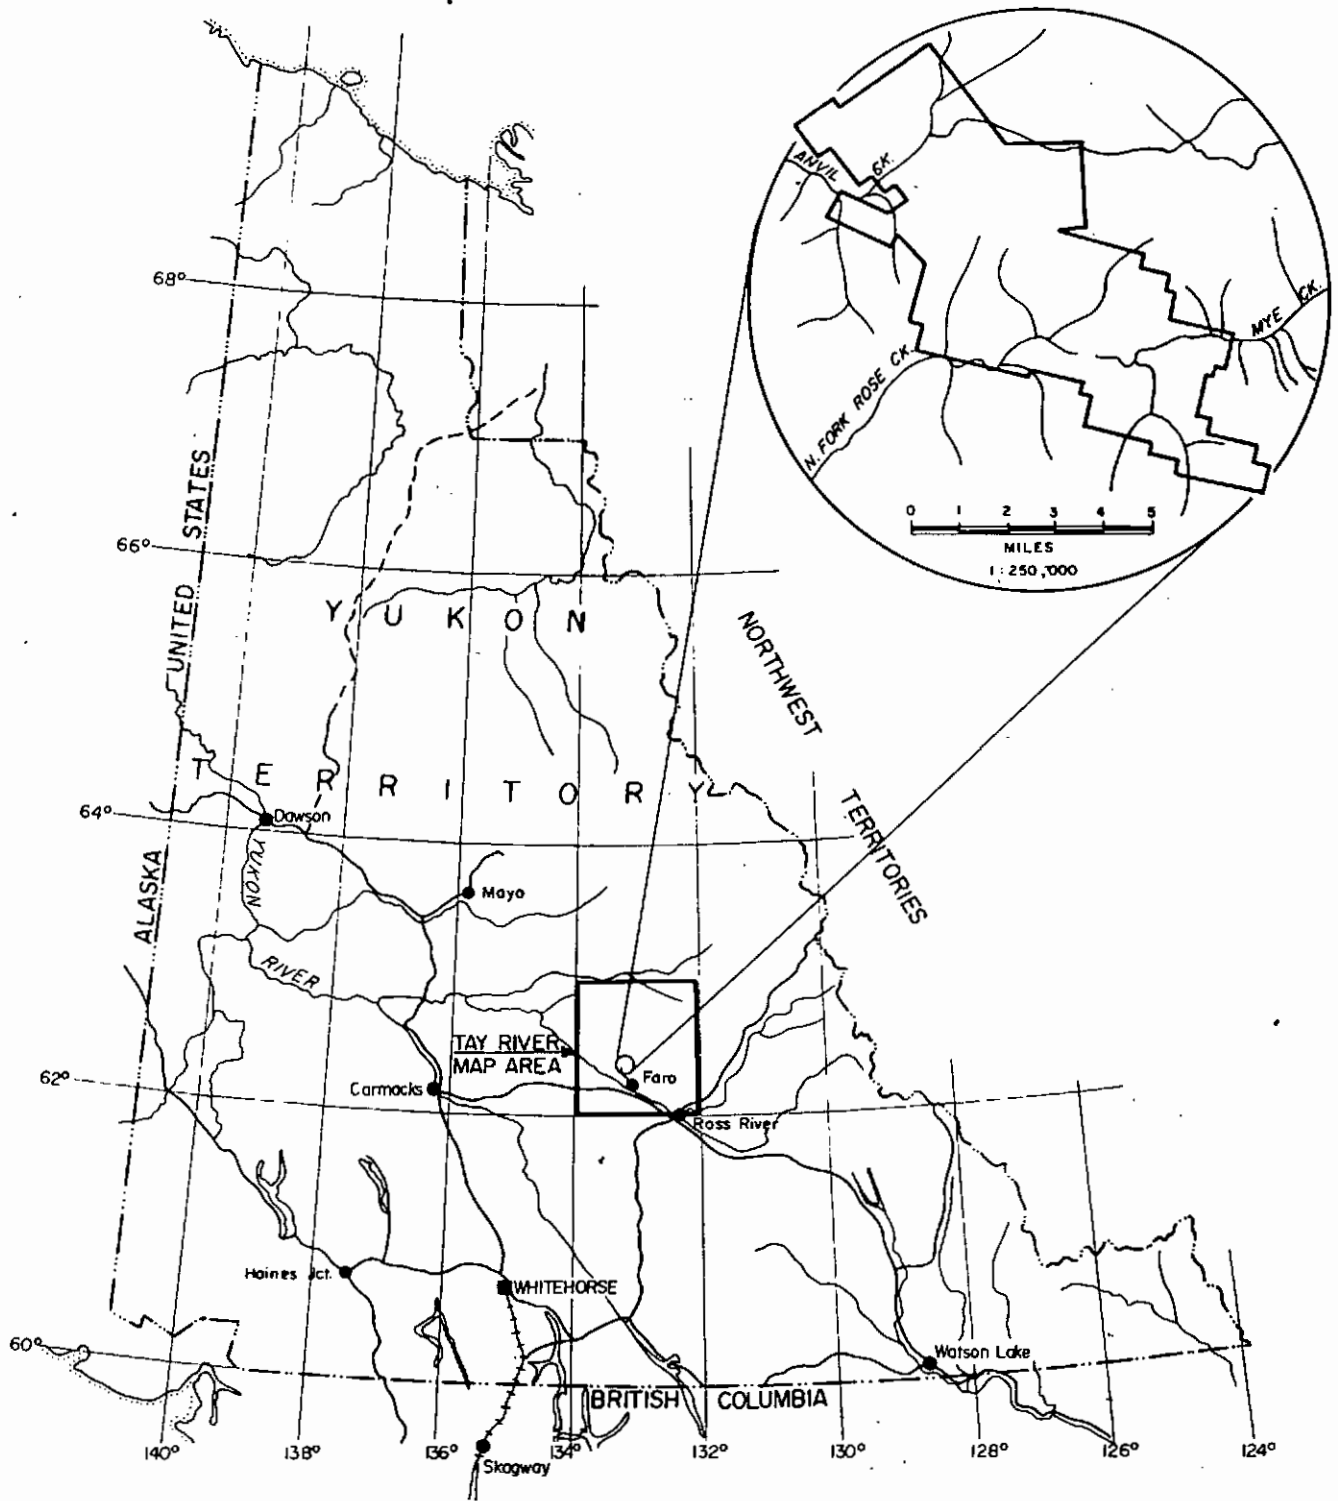 ANVIL CK.
MYE CK.
N. FORK ROSE CK.
0 1 2 3 4 5
MILES
1:250,000
68°
66°
64°
62°
60°
UNITED STATES
ALASKA
YUKON
TERRITORY
NORTHWEST
TERRITORIES
Dawson
YUKON
RIVER
Mayo
TAY RIVER
MAP AREA
Faro
Carmacks
Ross River
Haines Jct.
WHITEHORSE
Watson Lake
BRITISH COLUMBIA
Skagway
140° 138° 136° 134° 132° 130° 128° 126° 124°